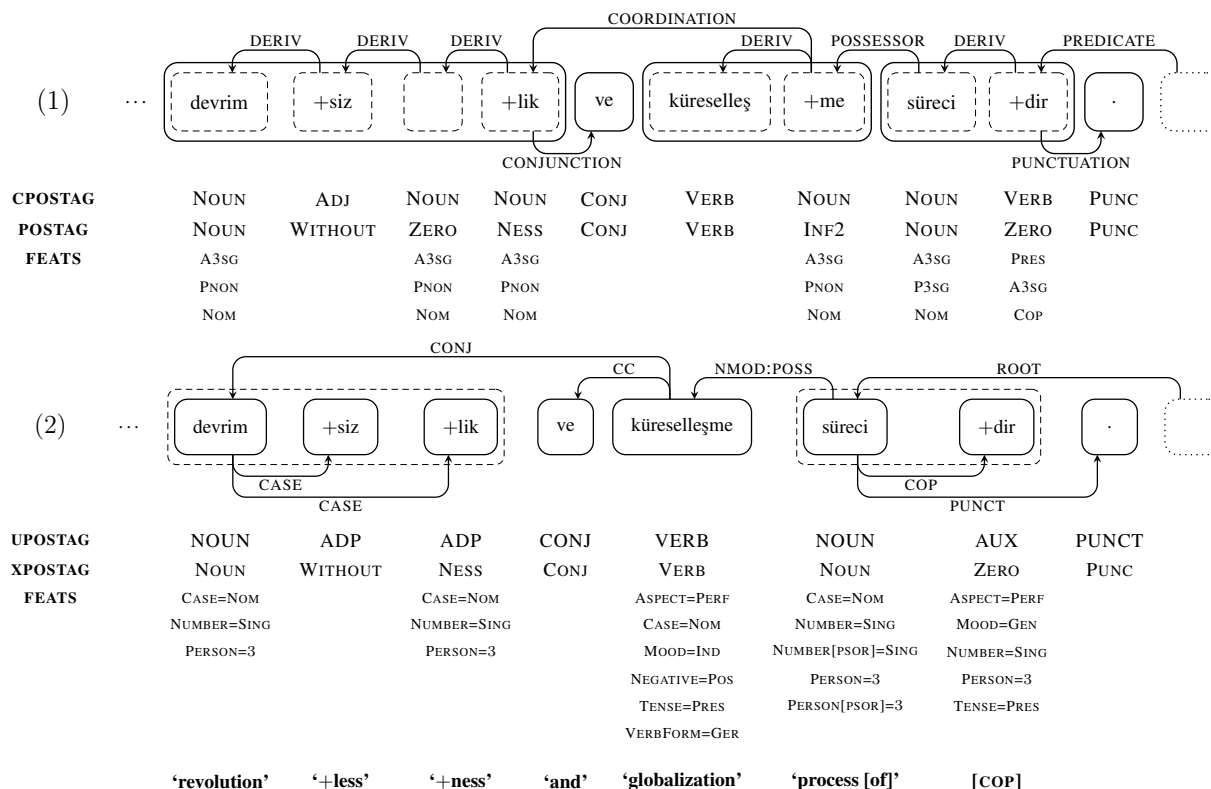 COORDINATION
DERIV DERIV DERIV DERIV POSSESSOR DERIV PREDICATE
(1) ... devrim +siz +lik ve küreselleş +me süreci +dir .
CONJUNCTION PUNCTUATION
CPOSTAG NOUN ADJ NOUN NOUN CONJ VERB NOUN NOUN VERB PUNC
POSTAG NOUN WITHOUT ZERO NESS CONJ VERB INF2 NOUN ZERO PUNC
FEATS A3SG A3SG A3SG A3SG A3SG PRES
PNON PNON PNON PNON P3SG A3SG
NOM NOM NOM NOM NOM COP
CONJ
CC NMOD:POSS ROOT
(2) ... devrim +siz +lik ve küreselleşme süreci +dir .
CASE COP
CASE PUNCT
UPOSTAG NOUN ADP ADP CONJ VERB NOUN AUX PUNCT
XPOSTAG NOUN WITHOUT NESS CONJ VERB NOUN ZERO PUNC
FEATS CASE=NOM CASE=NOM ASPECT=PERF CASE=NOM ASPECT=PERF
NUMBER=SING NUMBER=SING CASE=NOM NUMBER=SING MOOD=GEN
PERSON=3 PERSON=3 MOOD=IND NUMBER[PSOR]=SING NUMBER=SING
NEGATIVE=POS PERSON=3 PERSON=3
TENSE=PRES PERSON[PSOR]=3 TENSE=PRES
VERBFORM=GER
‘revolution’ ‘+less’ ‘+ness’ ‘and’ ‘globalization’ ‘process [of]’ [COP]